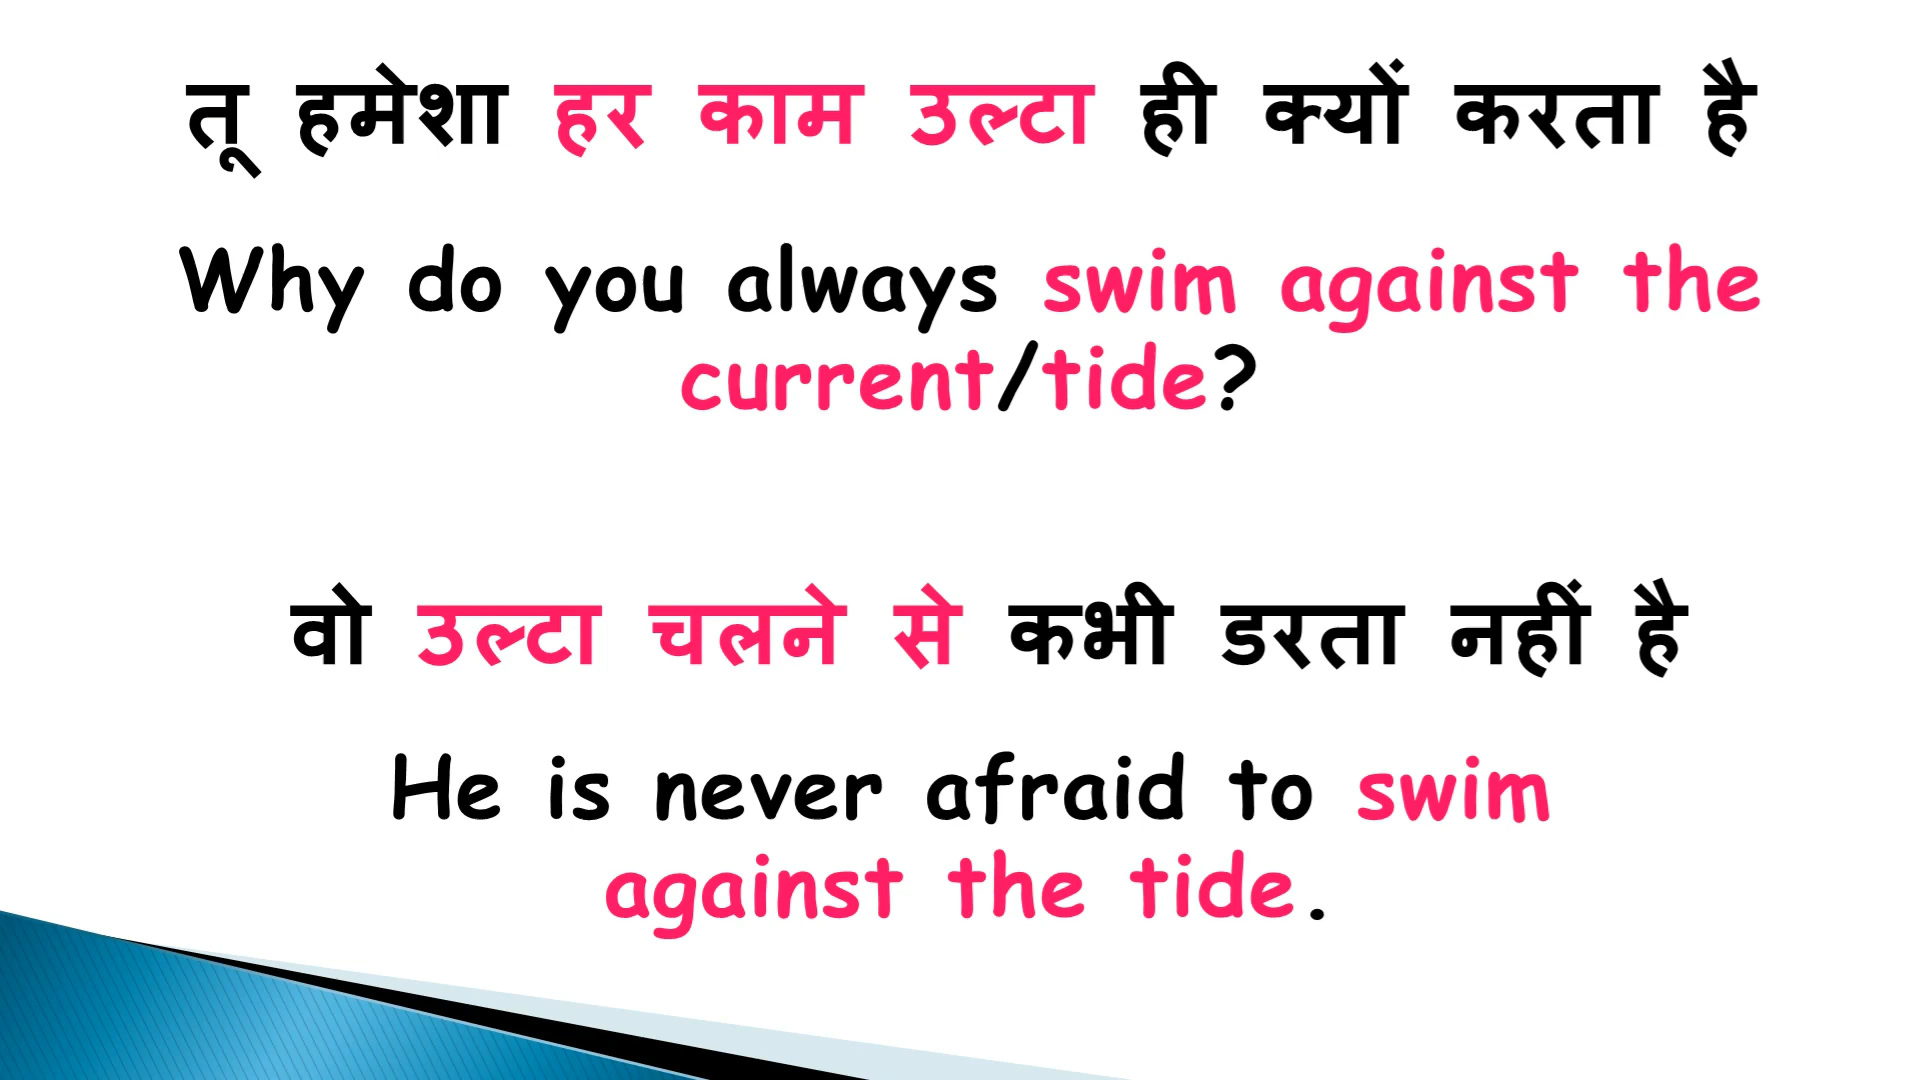 तू हमेशा हर काम उल्टा ही क्यों करता है
Why do you always swim against the
current/tide?
वो उल्टा चलने से कभी डरता नहीं है
He is never afraid to swim
against the tide.